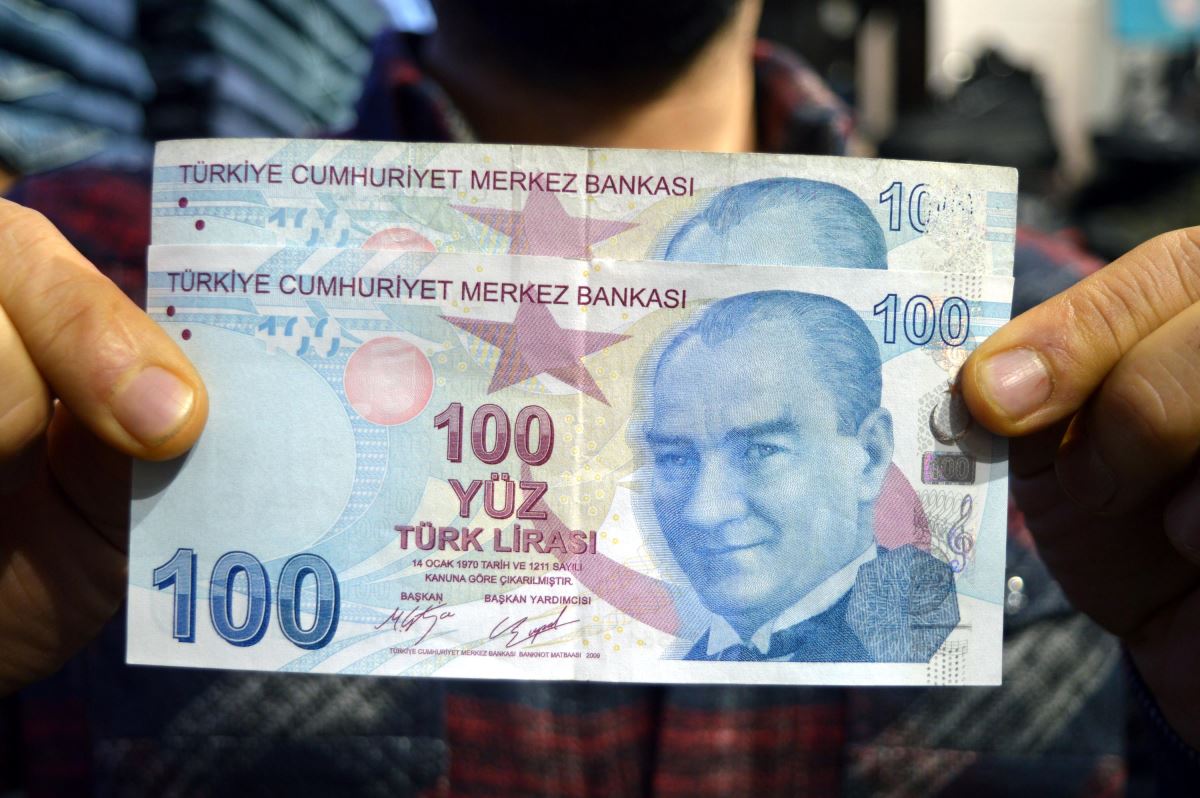 TÜRKİYE CUMHURİYET MERKEZ BANKASI
TÜRKİYE CUMHURİYET MERKEZ BANKASI
100
100
YÜZ
TÜRK LİRASI
14 OCAK 1970 TARİH VE 1211 SAYILI
KANUNA GÖRE ÇIKARILMIŞTIR.
BAŞKAN BAŞKAN YARDIMCISI
100
TÜRKİYE CUMHURİYET MERKEZ BANKASI BANKNOT MATBAASI 2009
100